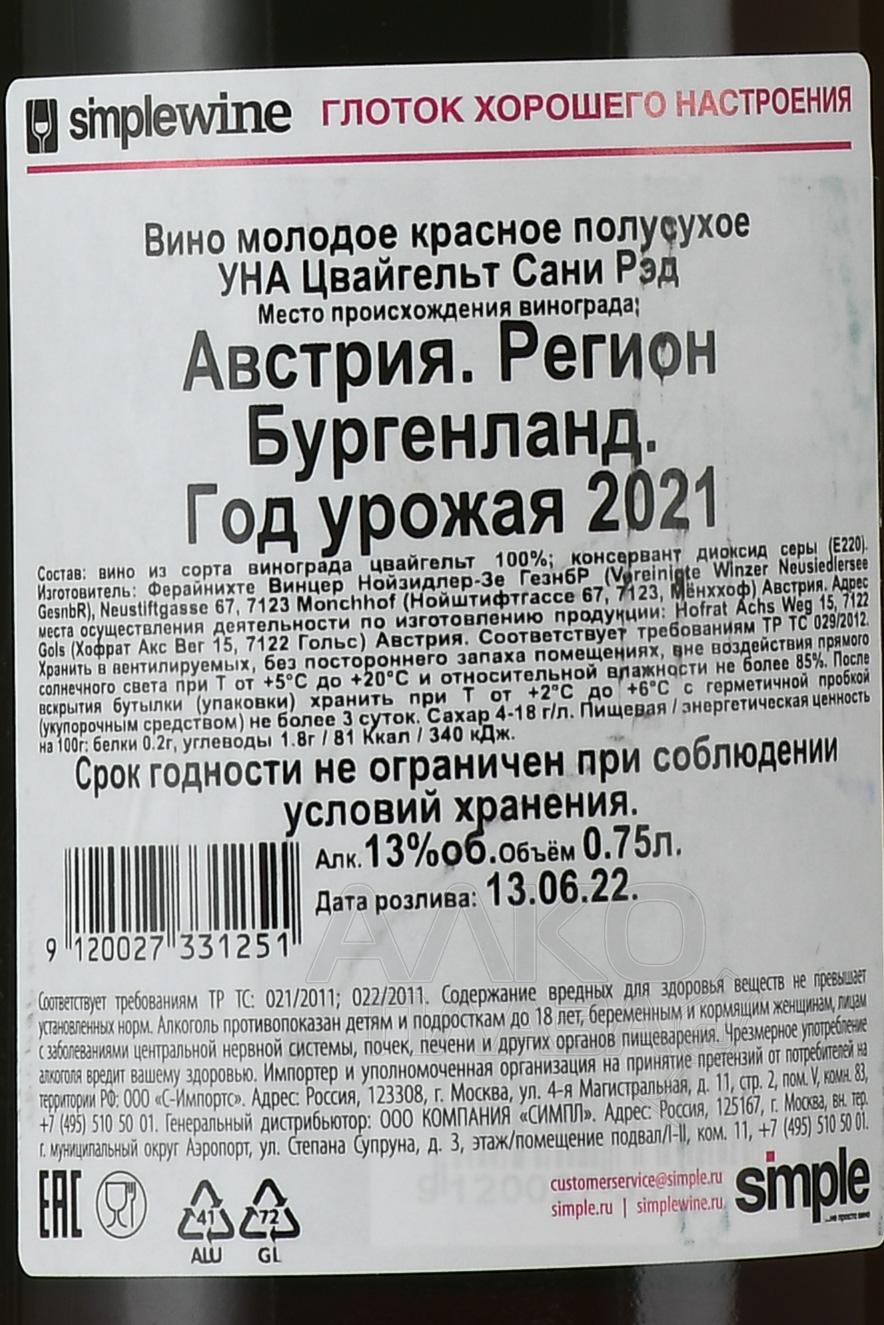 simplewine ГЛОТОК ХОРОШЕГО НАСТРОЕНИЯ
Вино молодое красное полусухое
УНА Цвайгельт Сани Рэд
Место происхождения винограда:
Австрия. Регион
Бургенланд.
Год урожая 2021
Состав: вино из сорта винограда цвайгельт 100%; консервант диоксид серы (E220).
Изготовитель: Ферайнихте Винцер Нойзидлер-Зе ГезнбР (Vereinigte Winzer Neusiedlersee
GesnbR), Neustiftgasse 67, 7123 Monchhof (Нойштифтгассе 67, 7123, Мёнххоф) Австрия. Адрес
места осуществления деятельности по изготовлению продукции: Hofrat Achs Weg 15, 7122
Gols (Хофрат Акс Вег 15, 7122 Гольс) Австрия. Соответствует требованиям ТР ТС 029/2012.
Хранить в вентилируемых, без постороннего запаха помещениях, вне воздействия прямого
солнечного света при Т от +5°С до +20°С и относительной влажности не более 85%. После
вскрытия бутылки (упаковки) хранить при Т от +2°С до +6°С с герметичной пробкой
(укупорочным средством) не более 3 суток. Сахар 4-18 г/л. Пищевая / энергетическая ценность
на 100г: белки 0.2г, углеводы 1.8г / 81 Ккал / 340 кДж.
Срок годности не ограничен при соблюдении
условий хранения.
Алк.13%об.Объём 0.75л.
Дата розлива: 13.06.22.
9 120027 331251
АЛКО
Соответствует требованиям ТР ТС: 021/2011; 022/2011. Содержание вредных для здоровья веществ не превышает
установленных норм. Алкоголь противопоказан детям и подросткам до 18 лет, беременным и кормящим женщинам, лицам
с заболеваниями центральной нервной системы, почек, печени и других органов пищеварения. Чрезмерное употребление
алкоголя вредит вашему здоровью. Импортер и уполномоченная организация на принятие претензий от потребителей на
территории РФ: ООО «С-Импортс». Адрес: Россия, 123308, г. Москва, ул. 4-я Магистральная, д. 11, стр. 2, пом. V, комн. 83,
+7 (495) 510 50 01. Генеральный дистрибьютор: ООО КОМПАНИЯ «СИМПЛ». Адрес: Россия, 125167, г. Москва, вн. тер.
г. муниципальный округ Аэропорт, ул. Степана Супруна, д. 3, этаж/помещение подвал/I-II, ком. 11, +7 (495) 510 50 01.
EAC
41
ALU
72
GL
customerservice@simple.ru
simple.ru | simplewine.ru
simple
...не просто вино